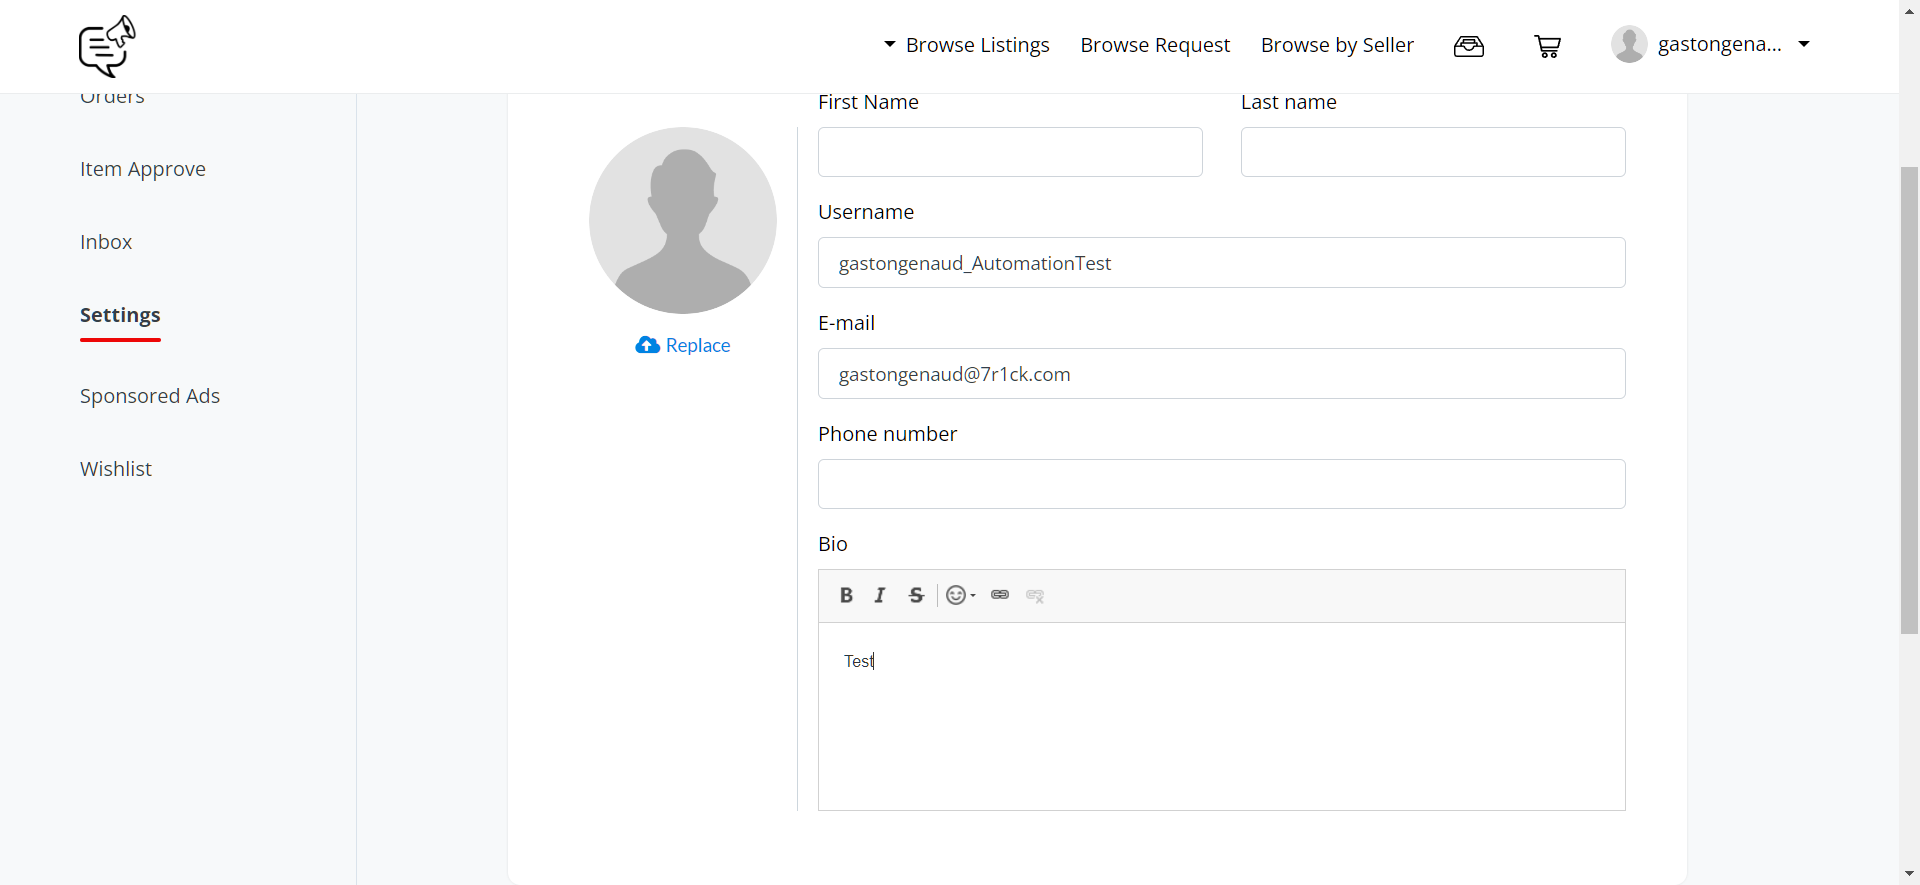 Browse Listings Browse Request Browse by Seller gastongena...
Orders
Item Approve
Inbox
Settings
Sponsored Ads
Wishlist
Replace
First Name Last name
Username
gastongenaud_AutomationTest
E-mail
gastongenaud@7r1ck.com
Phone number
Bio
B I S
Test